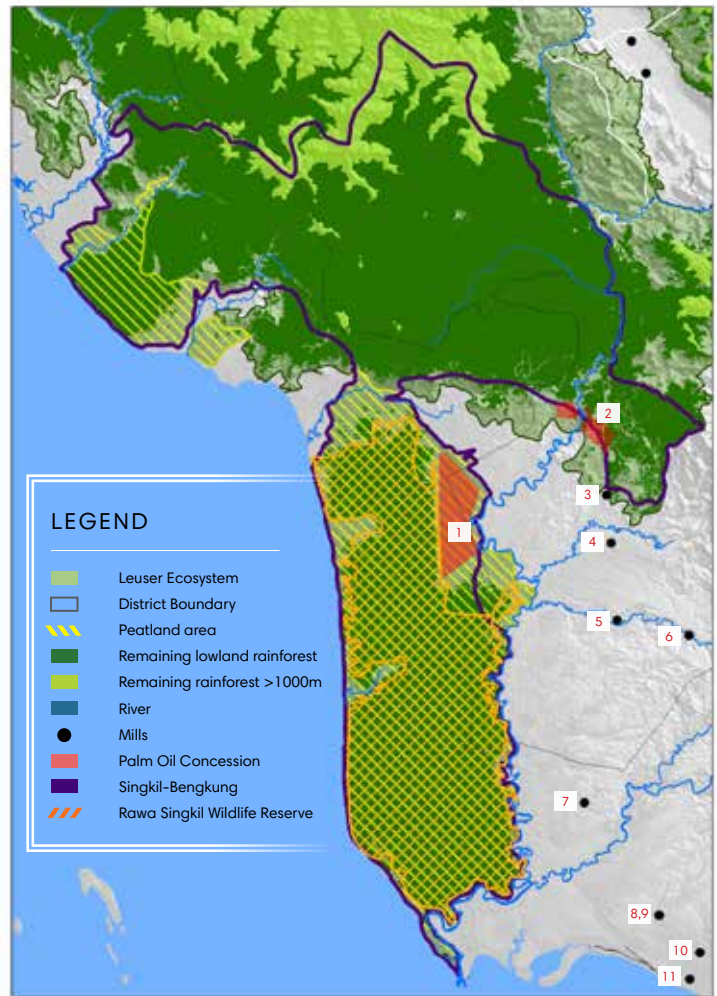 2
3
1
4
LEGEND
Leuser Ecosystem
District Boundary
Peatland area
5
6
Remaining lowland rainforest
Remaining rainforest >1000m
River
Mills
Palm Oil Concession
Singkil-Bengkung
7
Rawa Singkil Wildlife Reserve
8,9
10
11